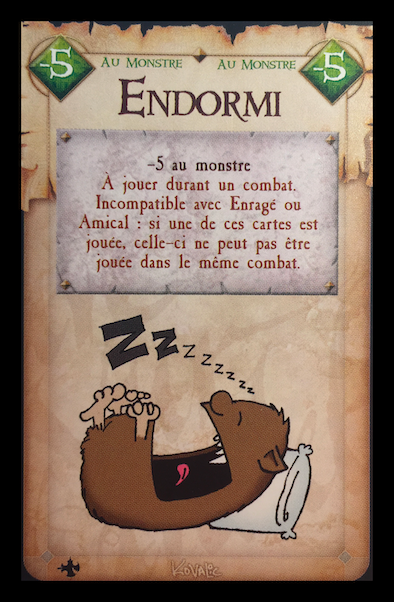 -5 Au Monstre Au Monstre -5
Endormi
-5 au monstre
À jouer durant un combat.
Incompatible avec Enragé ou
Amical : si une de ces cartes est
jouée, celle-ci ne peut pas être
jouée dans le même combat.
ZZZZZZZZZ
Kovalic